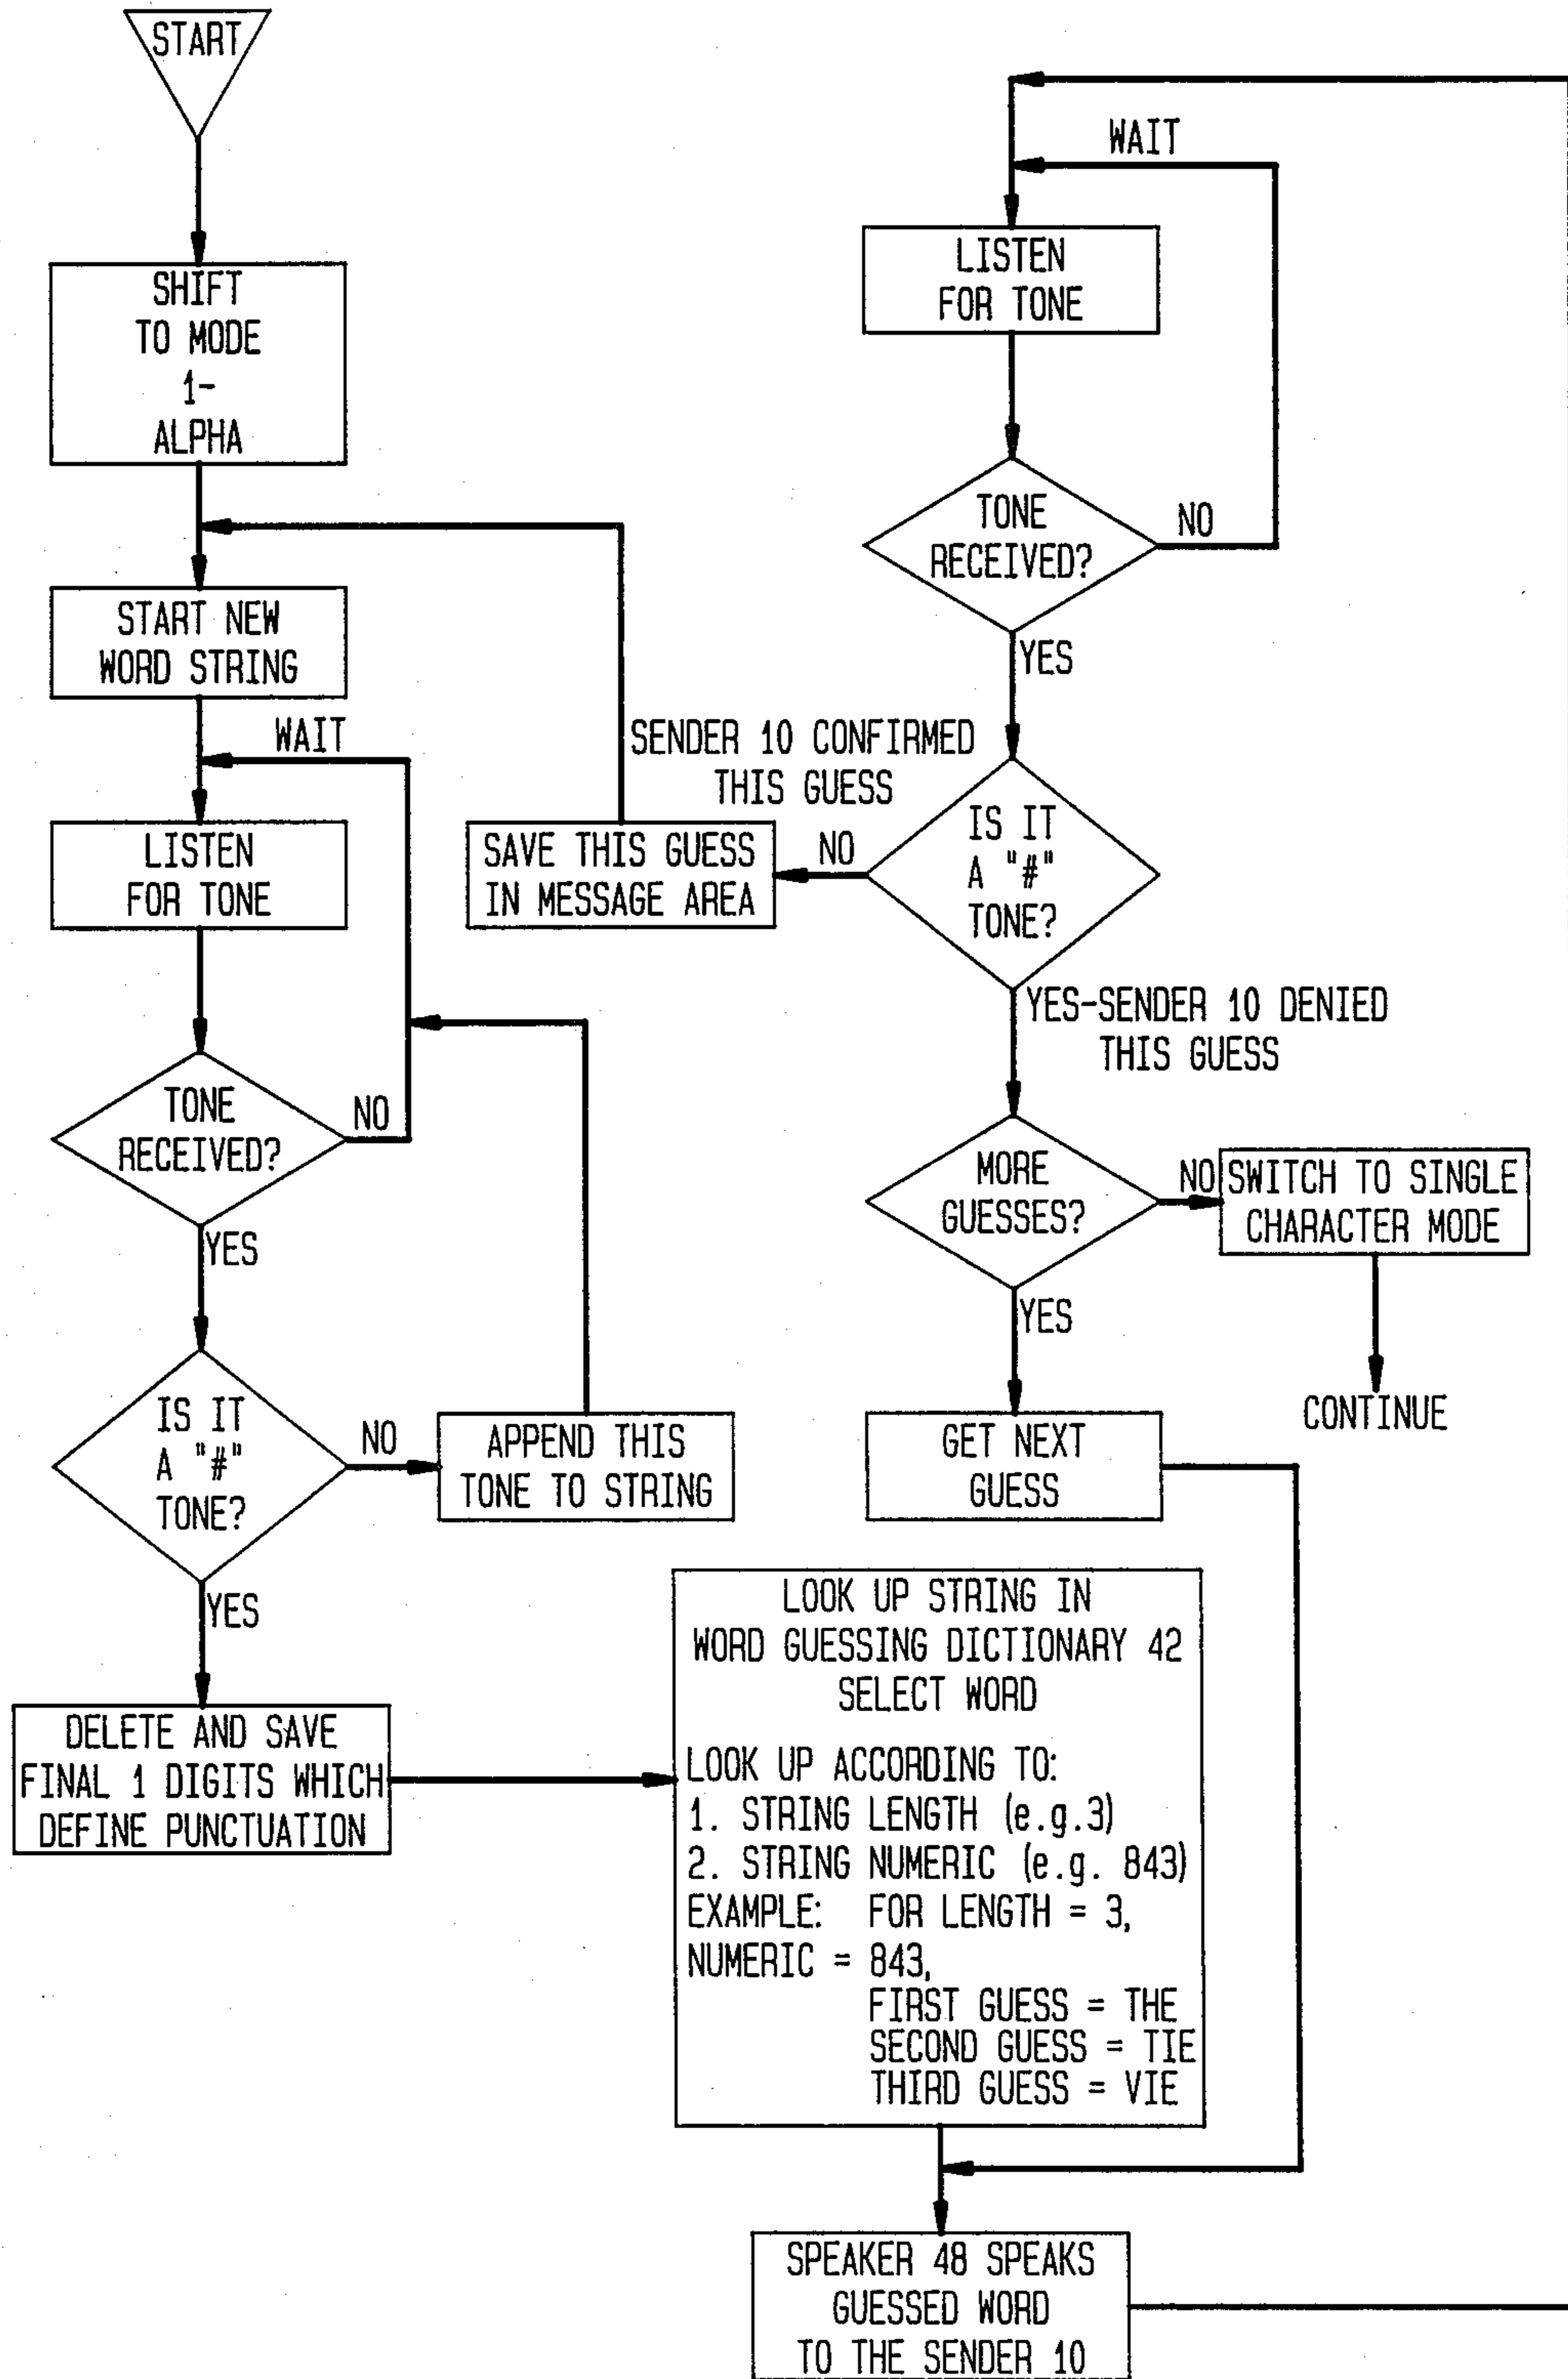 START
SHIFT
TO MODE
1-
ALPHA
START NEW
WORD STRING
WAIT
LISTEN
FOR TONE
TONE
RECEIVED?
NO
YES
IS IT
A "#"
TONE?
NO
APPEND THIS
TONE TO STRING
YES
DELETE AND SAVE
FINAL 1 DIGITS WHICH
DEFINE PUNCTUATION
LOOK UP STRING IN
WORD GUESSING DICTIONARY 42
SELECT WORD
LOOK UP ACCORDING TO:
1. STRING LENGTH (e.g.3)
2. STRING NUMERIC (e.g. 843)
EXAMPLE: FOR LENGTH = 3,
NUMERIC = 843,
FIRST GUESS = THE
SECOND GUESS = TIE
THIRD GUESS = VIE
SPEAKER 48 SPEAKS
GUESSED WORD
TO THE SENDER 10
WAIT
LISTEN
FOR TONE
TONE
RECEIVED?
NO
YES
IS IT
A "#"
TONE?
NO
SENDER 10 CONFIRMED
THIS GUESS
SAVE THIS GUESS
IN MESSAGE AREA
YES-SENDER 10 DENIED
THIS GUESS
MORE
GUESSES?
NO
SWITCH TO SINGLE
CHARACTER MODE
CONTINUE
YES
GET NEXT
GUESS